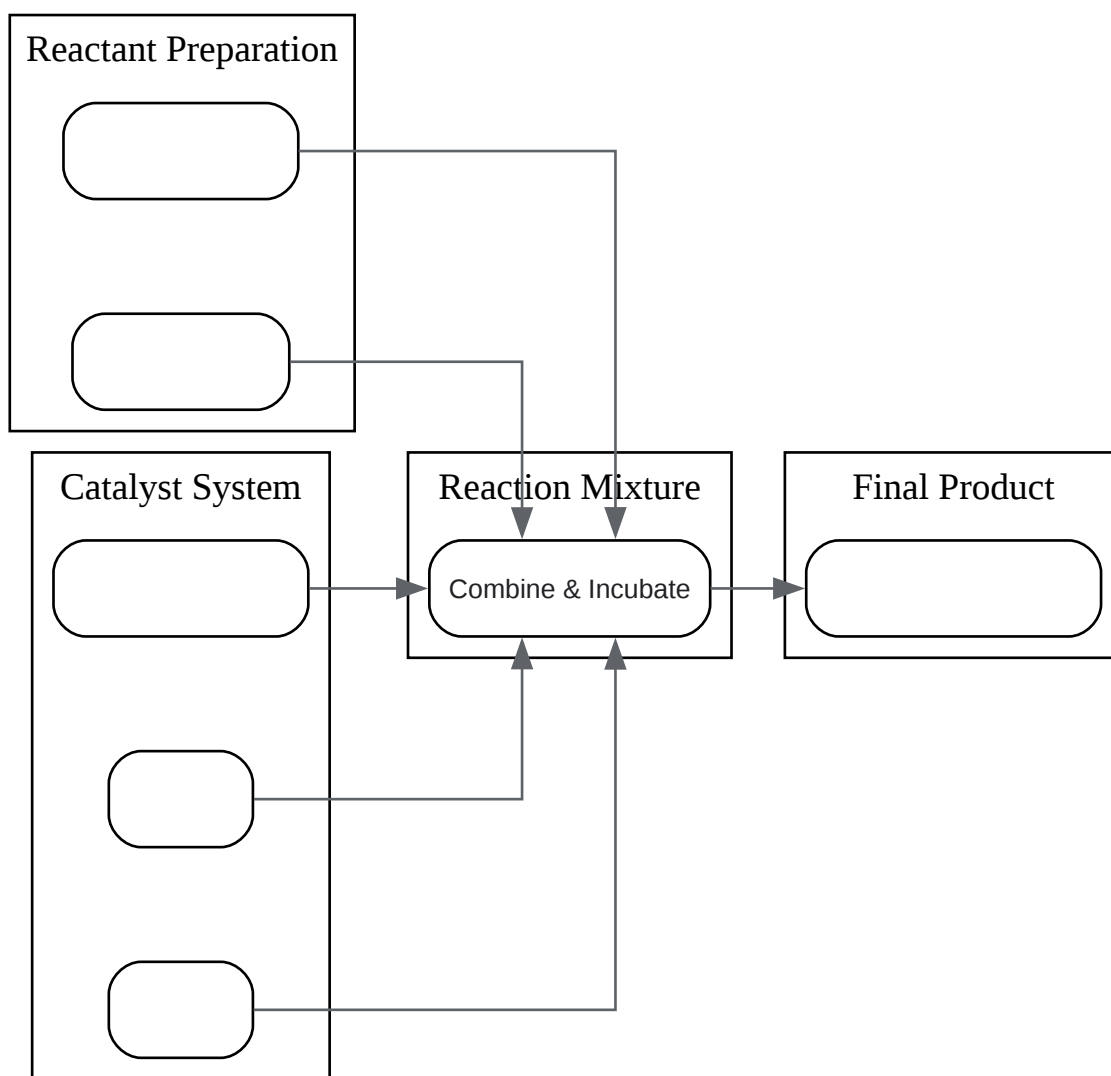 Reactant Preparation
Catalyst System
Reaction Mixture
Final Product
Combine & Incubate